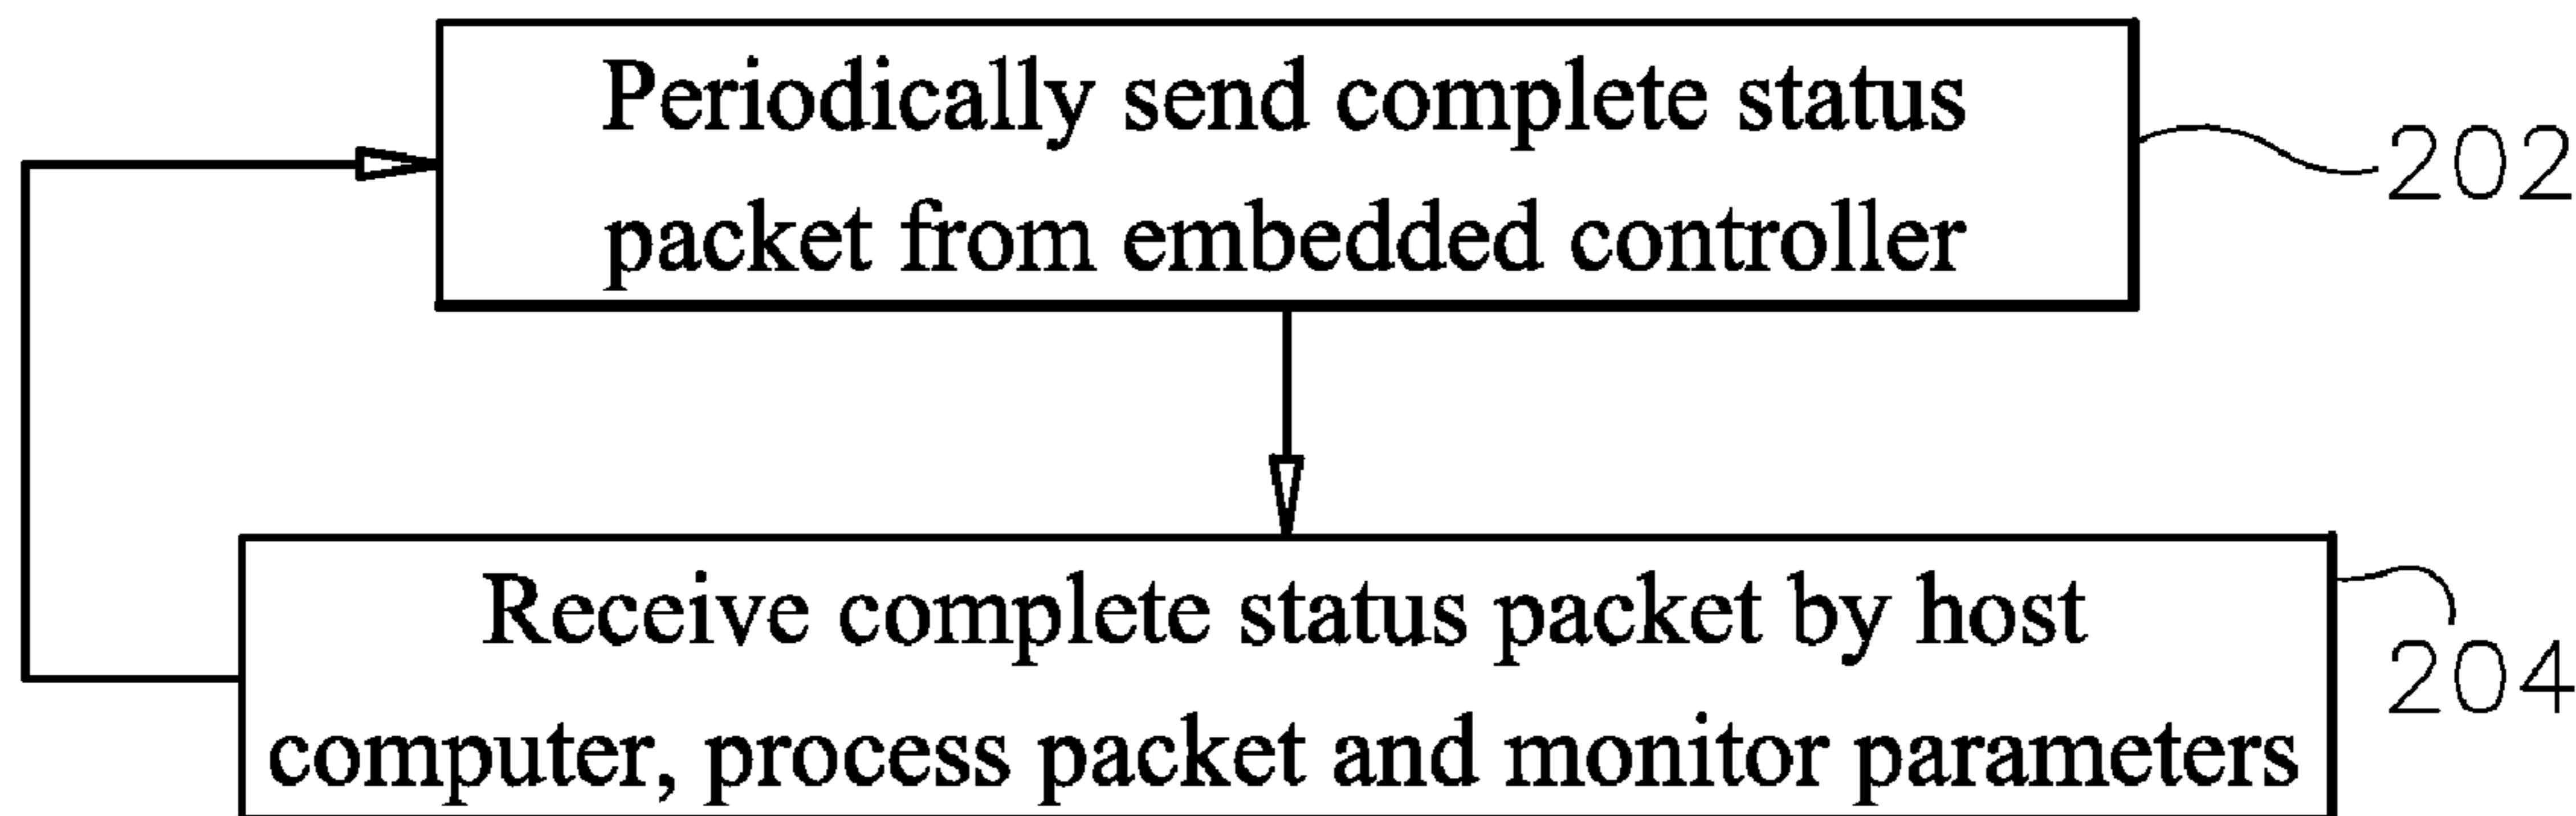 Periodically send complete status
packet from embedded controller
202
Receive complete status packet by host
computer, process packet and monitor parameters
204